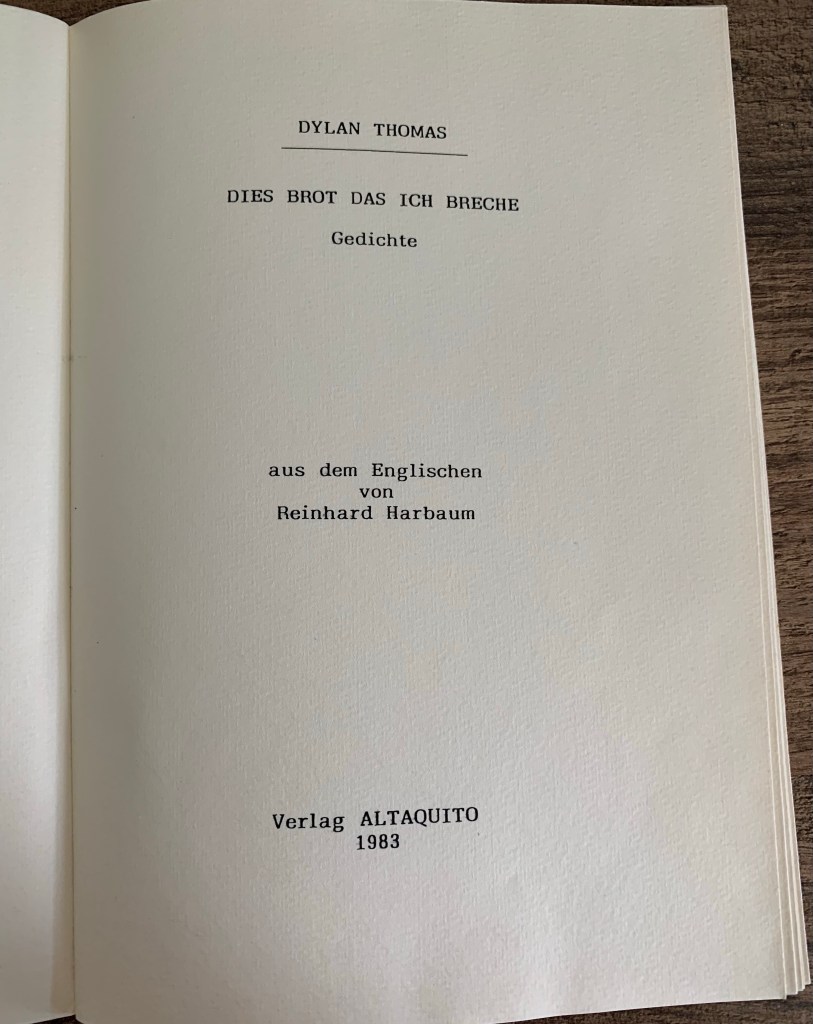 DYLAN THOMAS
DIES BROT DAS ICH BRECHE
Gedichte
aus dem Englischen
von
Reinhard Harbaum
Verlag ALTAQUITO
1983